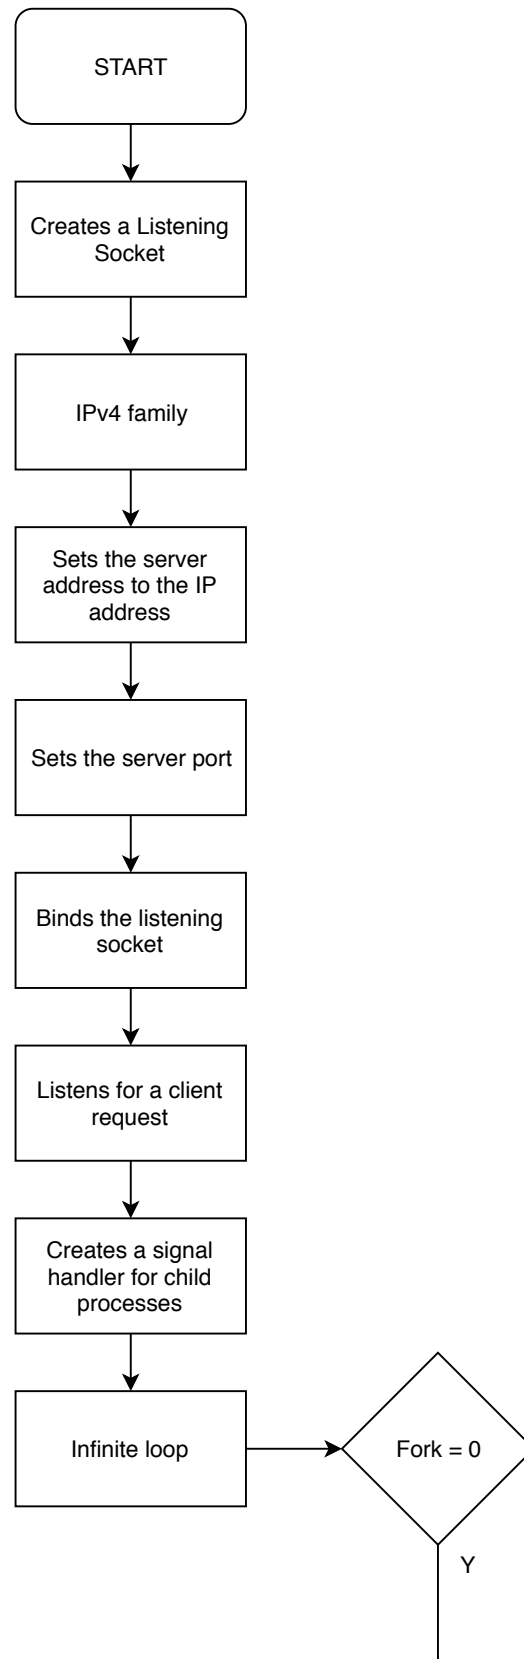 START
Creates a Listening
Socket
IPv4 family
Sets the server
address to the IP
address
Sets the server port
Binds the listening
socket
Listens for a client
request
Creates a signal
handler for child
processes
Infinite loop
Fork = 0
Y